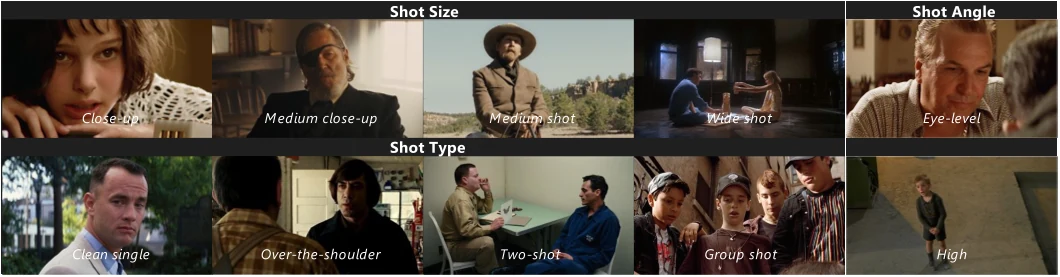 Shot Size
Shot Angle
Close-up
Medium close-up
Medium shot
Wide shot
Eye-level
Shot Type
Clean single
Over-the-shoulder
Two-shot
Group shot
High